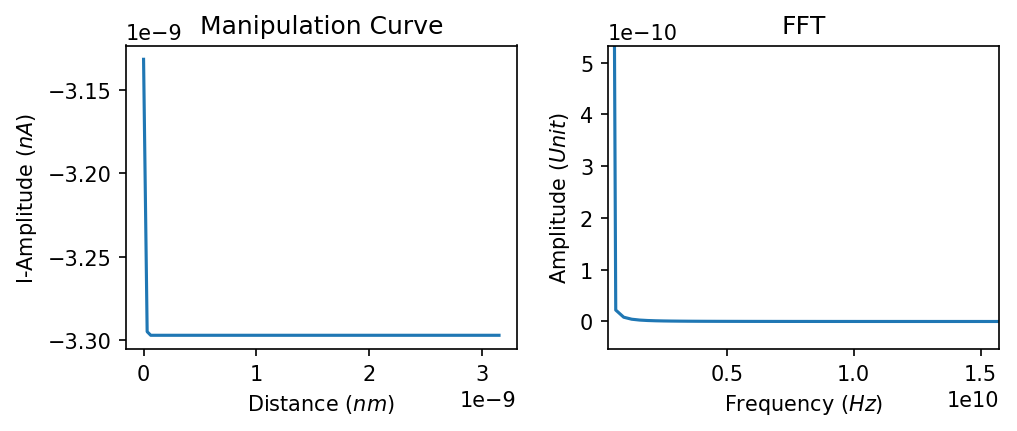 Manipulation Curve
1e−9
I-Amplitude (nA)
−3.15
−3.20
−3.25
−3.30
0 1 2 3
Distance (nm)
1e−9
FFT
1e−10
Amplitude (Unit)
5
4
3
2
1
0
0.5 1.0 1.5
Frequency (Hz)
1e10